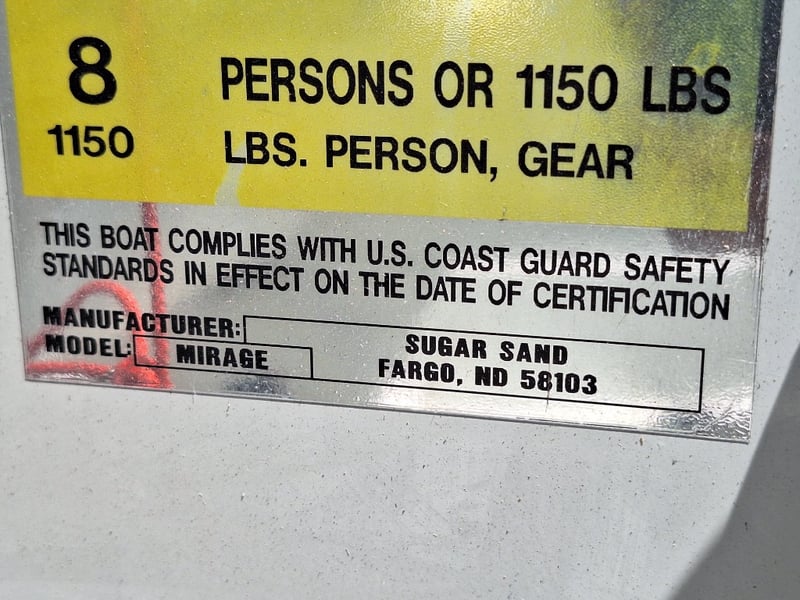 8 PERSONS OR 1150 LBS
1150 LBS. PERSON, GEAR
THIS BOAT COMPLIES WITH U.S. COAST GUARD SAFETY
STANDARDS IN EFFECT ON THE DATE OF CERTIFICATION
MANUFACTURER: SUGAR SAND
MODEL: MIRAGE FARGO, ND 58103